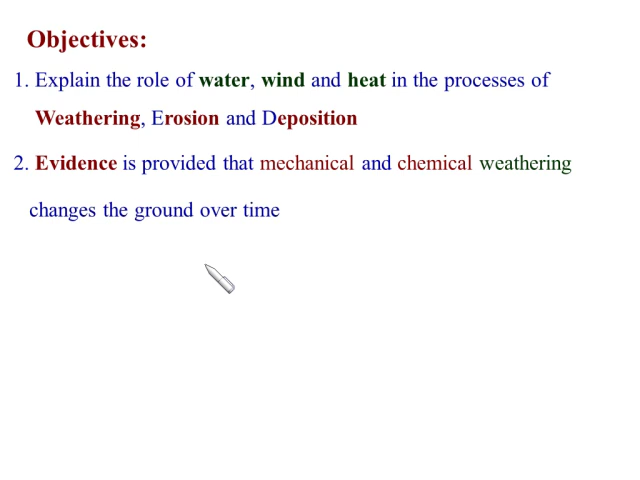 Objectives:
1. Explain the role of water, wind and heat in the processes of
Weathering, Erosion and Deposition
2. Evidence is provided that mechanical and chemical weathering
changes the ground over time